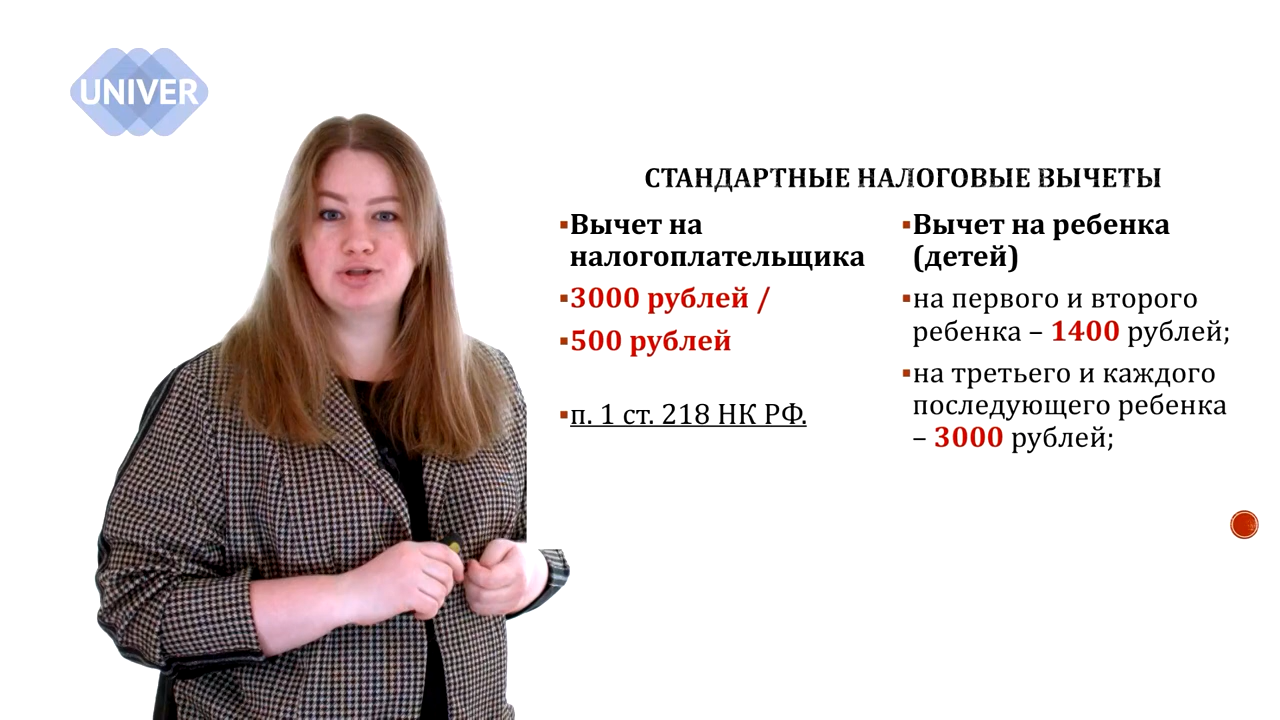 UNIVER
СТАНДАРТНЫЕ НАЛОГОВЫЕ ВЫЧЕТЫ
▪Вычет на
налогоплательщика
▪3000 рублей /
▪500 рублей
▪п. 1 ст. 218 НК РФ.
▪Вычет на ребенка
(детей)
▪на первого и второго
ребенка – 1400 рублей;
▪на третьего и каждого
последующего ребенка
– 3000 рублей;